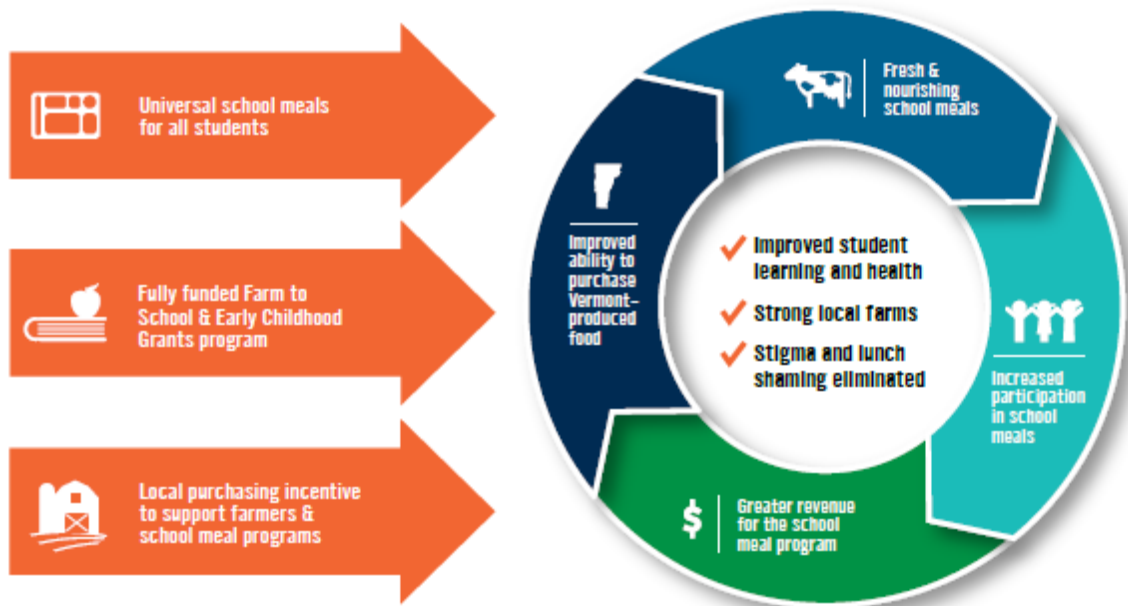 Universal school meals
for all students
Fully funded Farm to
School & Early Childhood
Grants program
Local purchasing incentive
to support farmers &
school meal programs
Fresh &
nourishing
school meals
Increased
participation
in school
meals
$
Greater revenue
for the school
meal program
Improved
ability to
purchase
Vermont–
produced
food
Improved student
learning and health
Strong local farms
Stigma and lunch
shaming eliminated